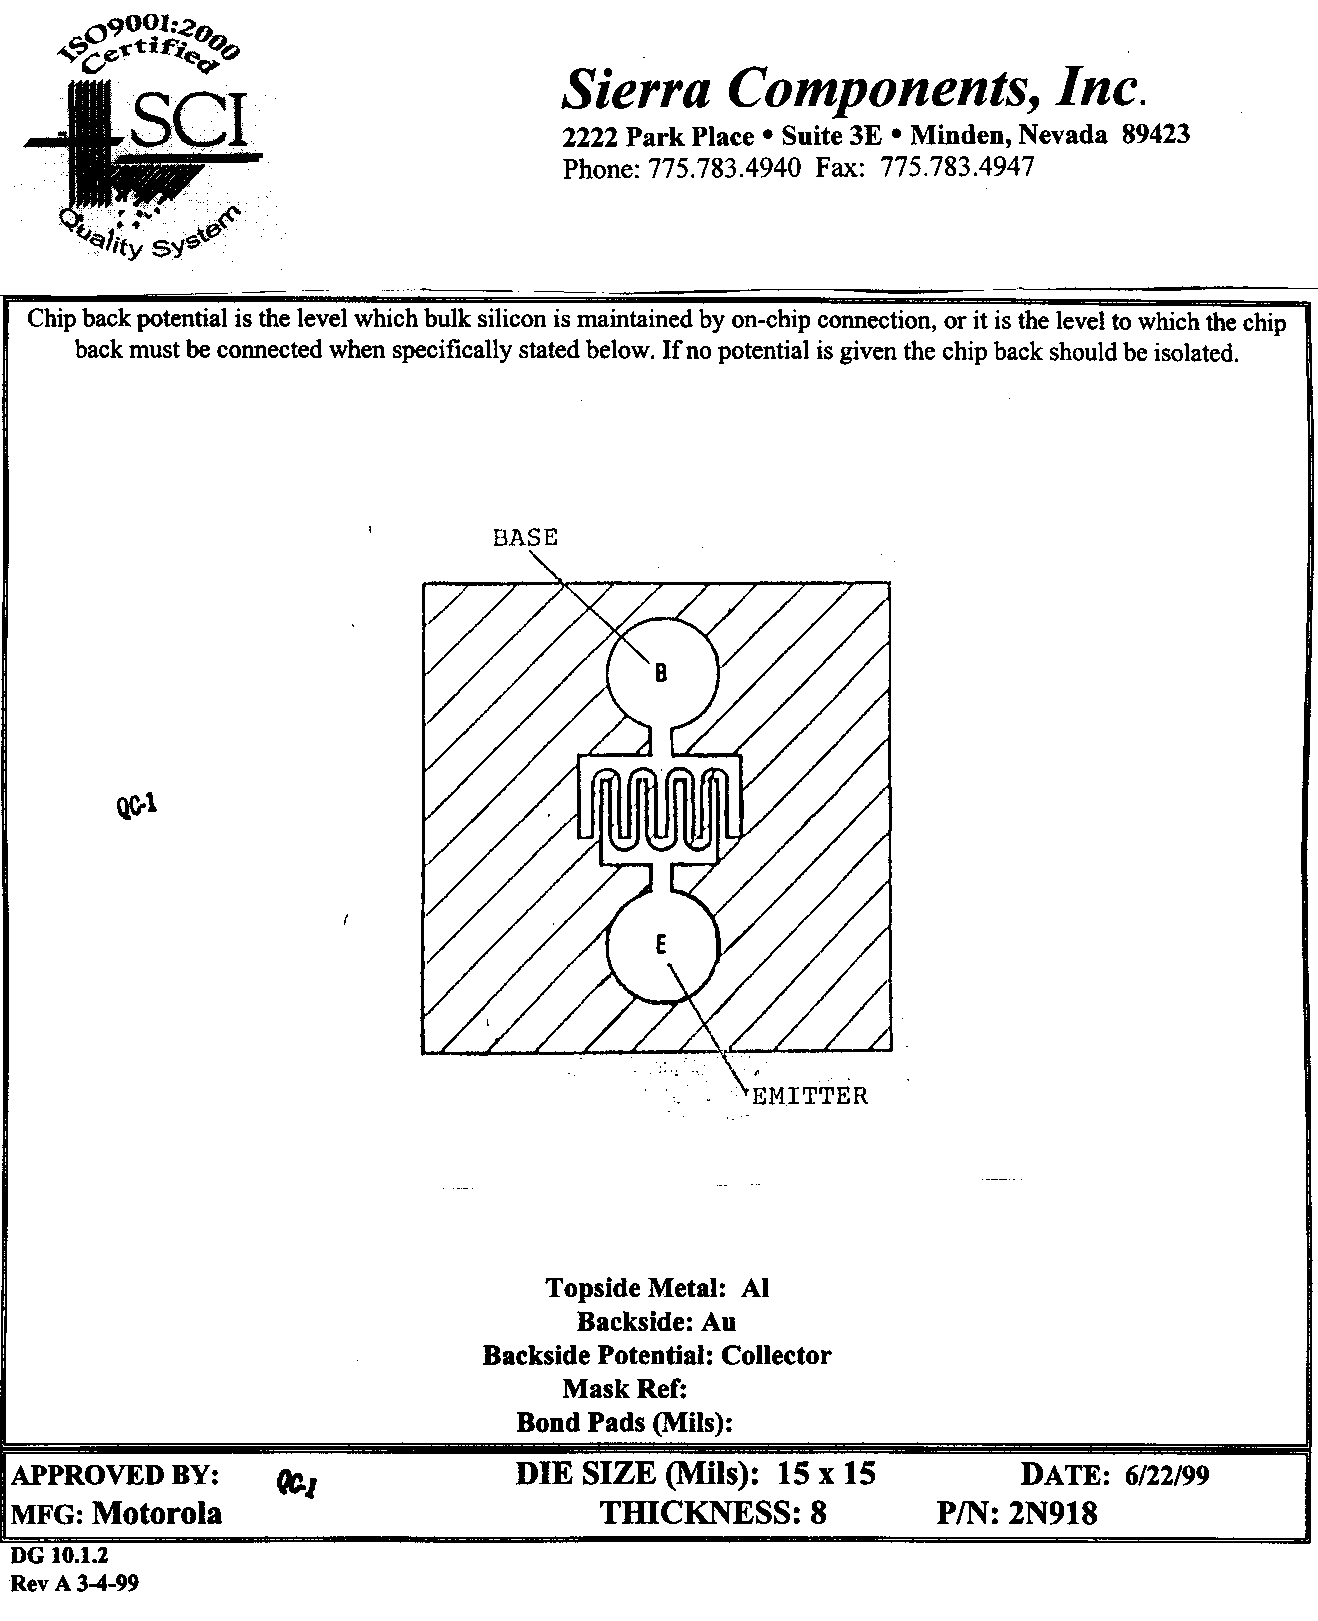 ISO9001:2000
Certified
SCI
Quality System
Sierra Components, Inc.
2222 Park Place • Suite 3E • Minden, Nevada 89423
Phone: 775.783.4940 Fax: 775.783.4947
Chip back potential is the level which bulk silicon is maintained by on-chip connection, or it is the level to which the chip
back must be connected when specifically stated below. If no potential is given the chip back should be isolated.
BASE
B
QC-1
E
EMITTER
Topside Metal: Al
Backside: Au
Backside Potential: Collector
Mask Ref:
Bond Pads (Mils):
APPROVED BY: QC-1 DIE SIZE (Mils): 15 x 15 DATE: 6/22/99
MFG: Motorola THICKNESS: 8 P/N: 2N918
DG 10.1.2
Rev A 3-4-99